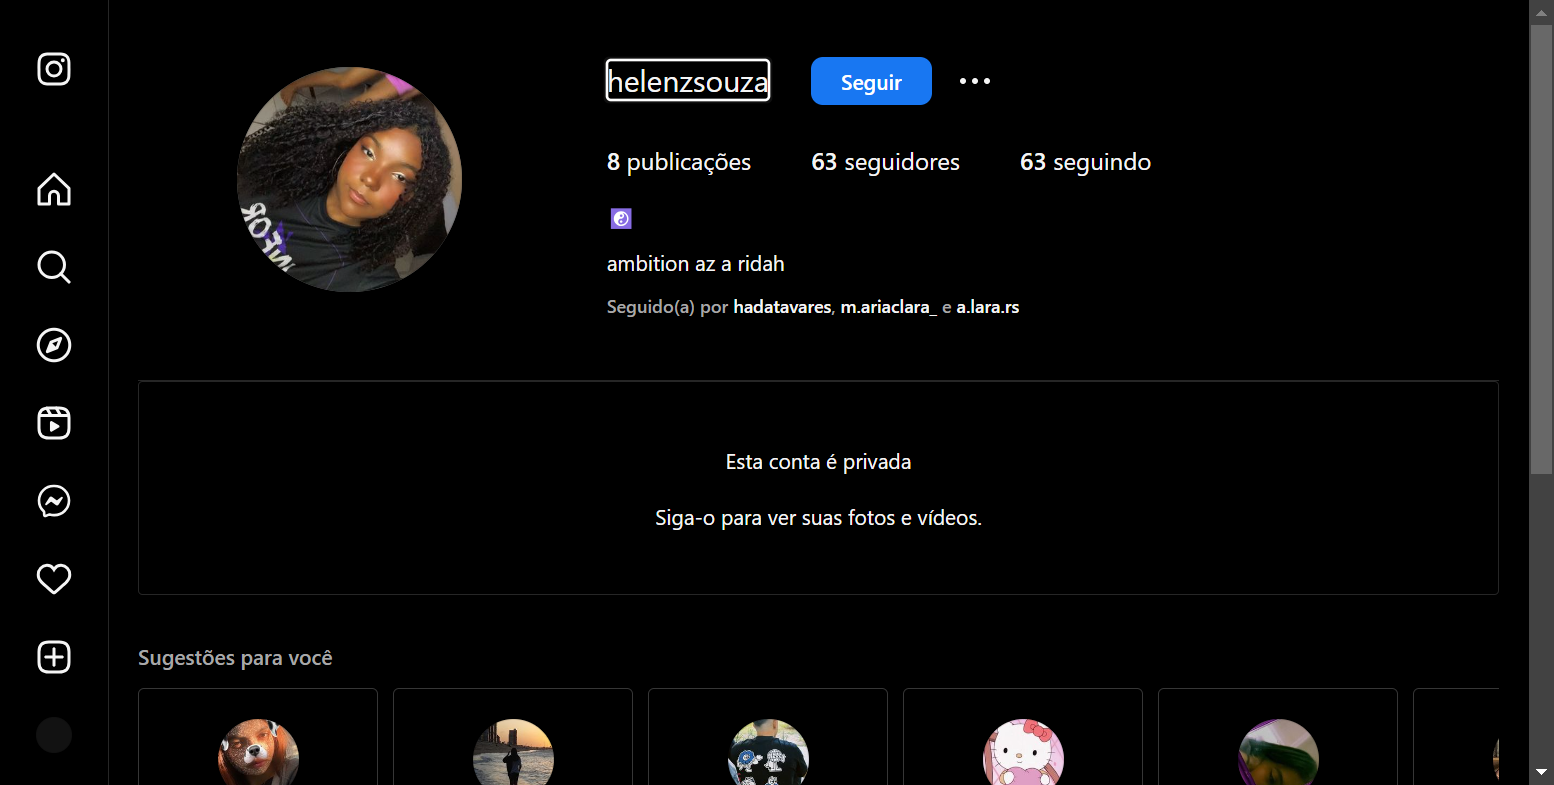 helenzsouza
Seguir
8 publicações
63 seguidores
63 seguindo
☯
ambition az a ridah
Seguido(a) por hadatavares, m.ariaclara_ e a.lara.rs
Esta conta é privada
Siga-o para ver suas fotos e vídeos.
Sugestões para você